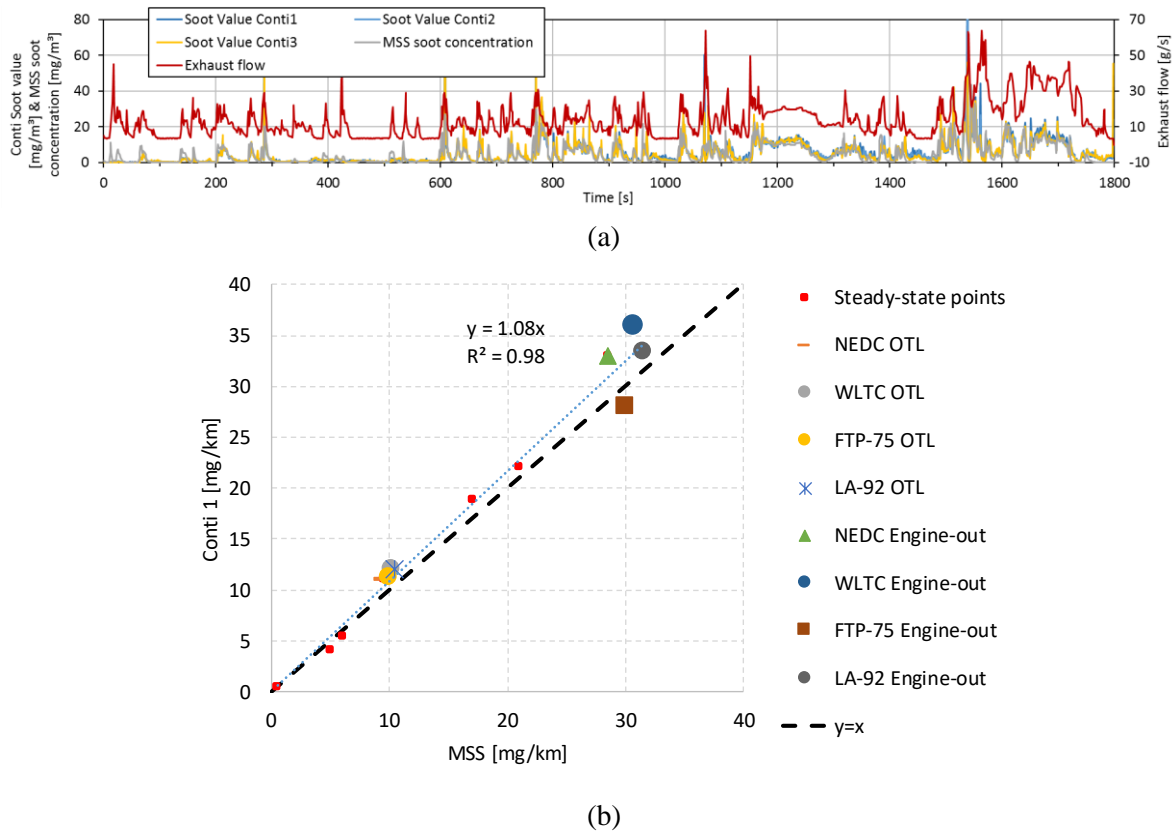 Soot Value Conti1 Soot Value Conti2
Soot Value Conti3 MSS soot concentration
Exhaust flow
Conti Soot value
[mg/m³] & MSS soot
concentration [mg/m³]
80
60
40
20
0
70
60
50
40
30
20
10
0
-10
Exhaust flow [g/s]
0 200 400 600 800 1000 1200 1400 1600 1800
Time [s]
(a)
40
35
30
25
20
15
10
5
0
Conti 1 [mg/km]
y = 1.08x
R² = 0.98
0 10 20 30 40
MSS [mg/km]
Steady-state points
NEDC OTL
WLTC OTL
FTP-75 OTL
LA-92 OTL
NEDC Engine-out
WLTC Engine-out
FTP-75 Engine-out
LA-92 Engine-out
y=x
(b)